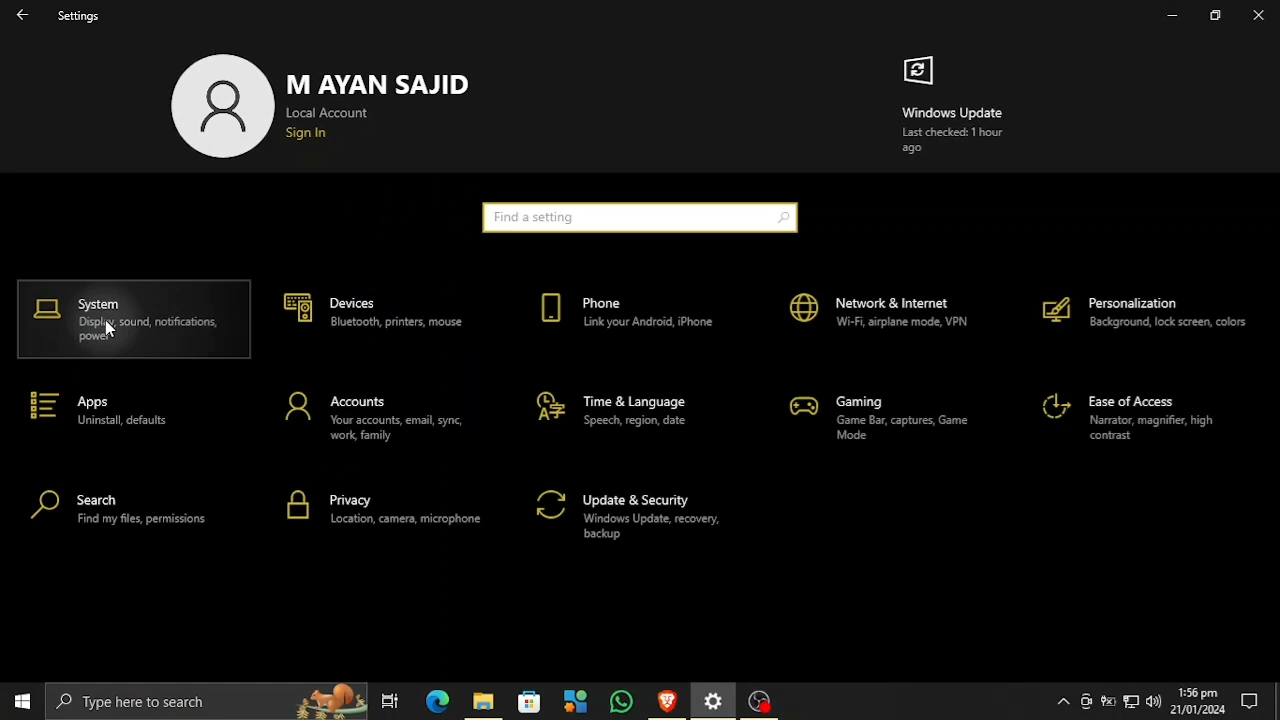 Settings
M AYAN SAJID
Local Account
Sign In
Windows Update
Last checked: 1 hour
ago
Find a setting
System
Display, sound, notifications,
power
Devices
Bluetooth, printers, mouse
Phone
Link your Android, iPhone
Network & Internet
Wi-Fi, airplane mode, VPN
Personalization
Background, lock screen, colors
Apps
Uninstall, defaults
Accounts
Your accounts, email, sync,
work, family
Time & Language
Speech, region, date
Gaming
Game Bar, captures, Game
Mode
Ease of Access
Narrator, magnifier, high
contrast
Search
Find my files, permissions
Privacy
Location, camera, microphone
Update & Security
Windows Update, recovery,
backup
Type here to search
1:56 pm
21/01/2024